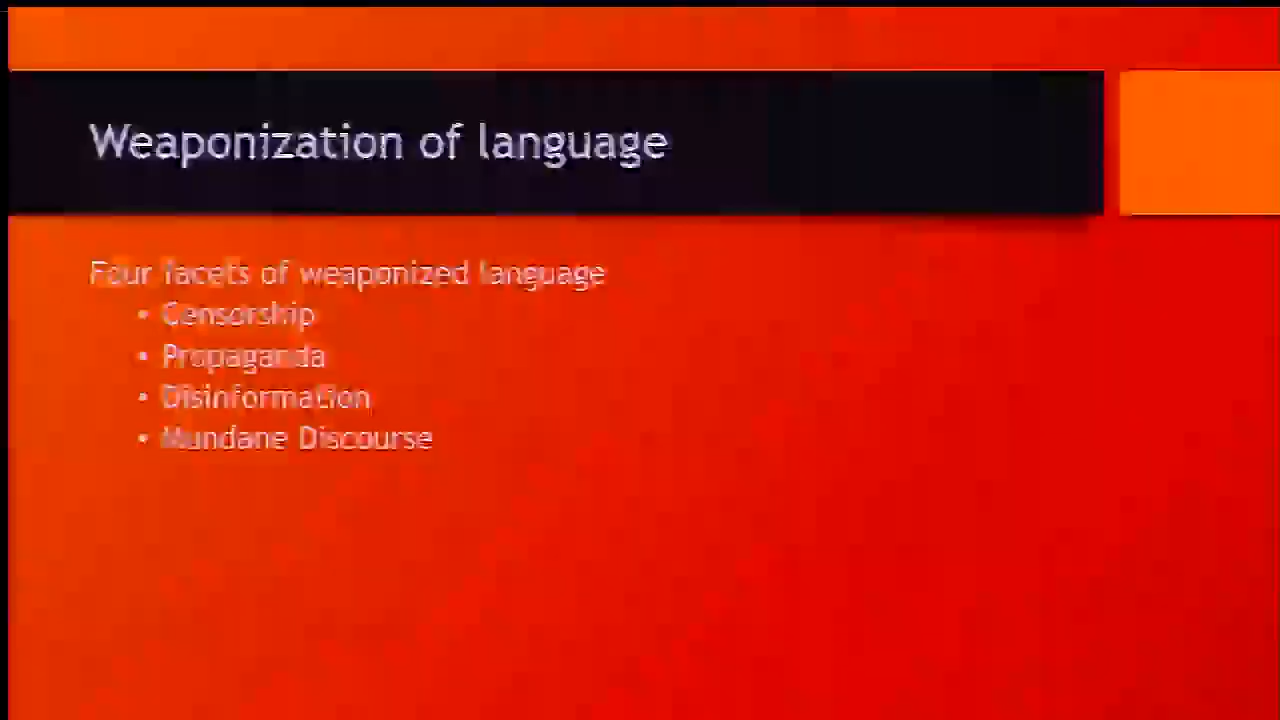 Weaponization of language
Four facets of weaponized language
• Censorship
• Propaganda
• Disinformation
• Mundane Discourse